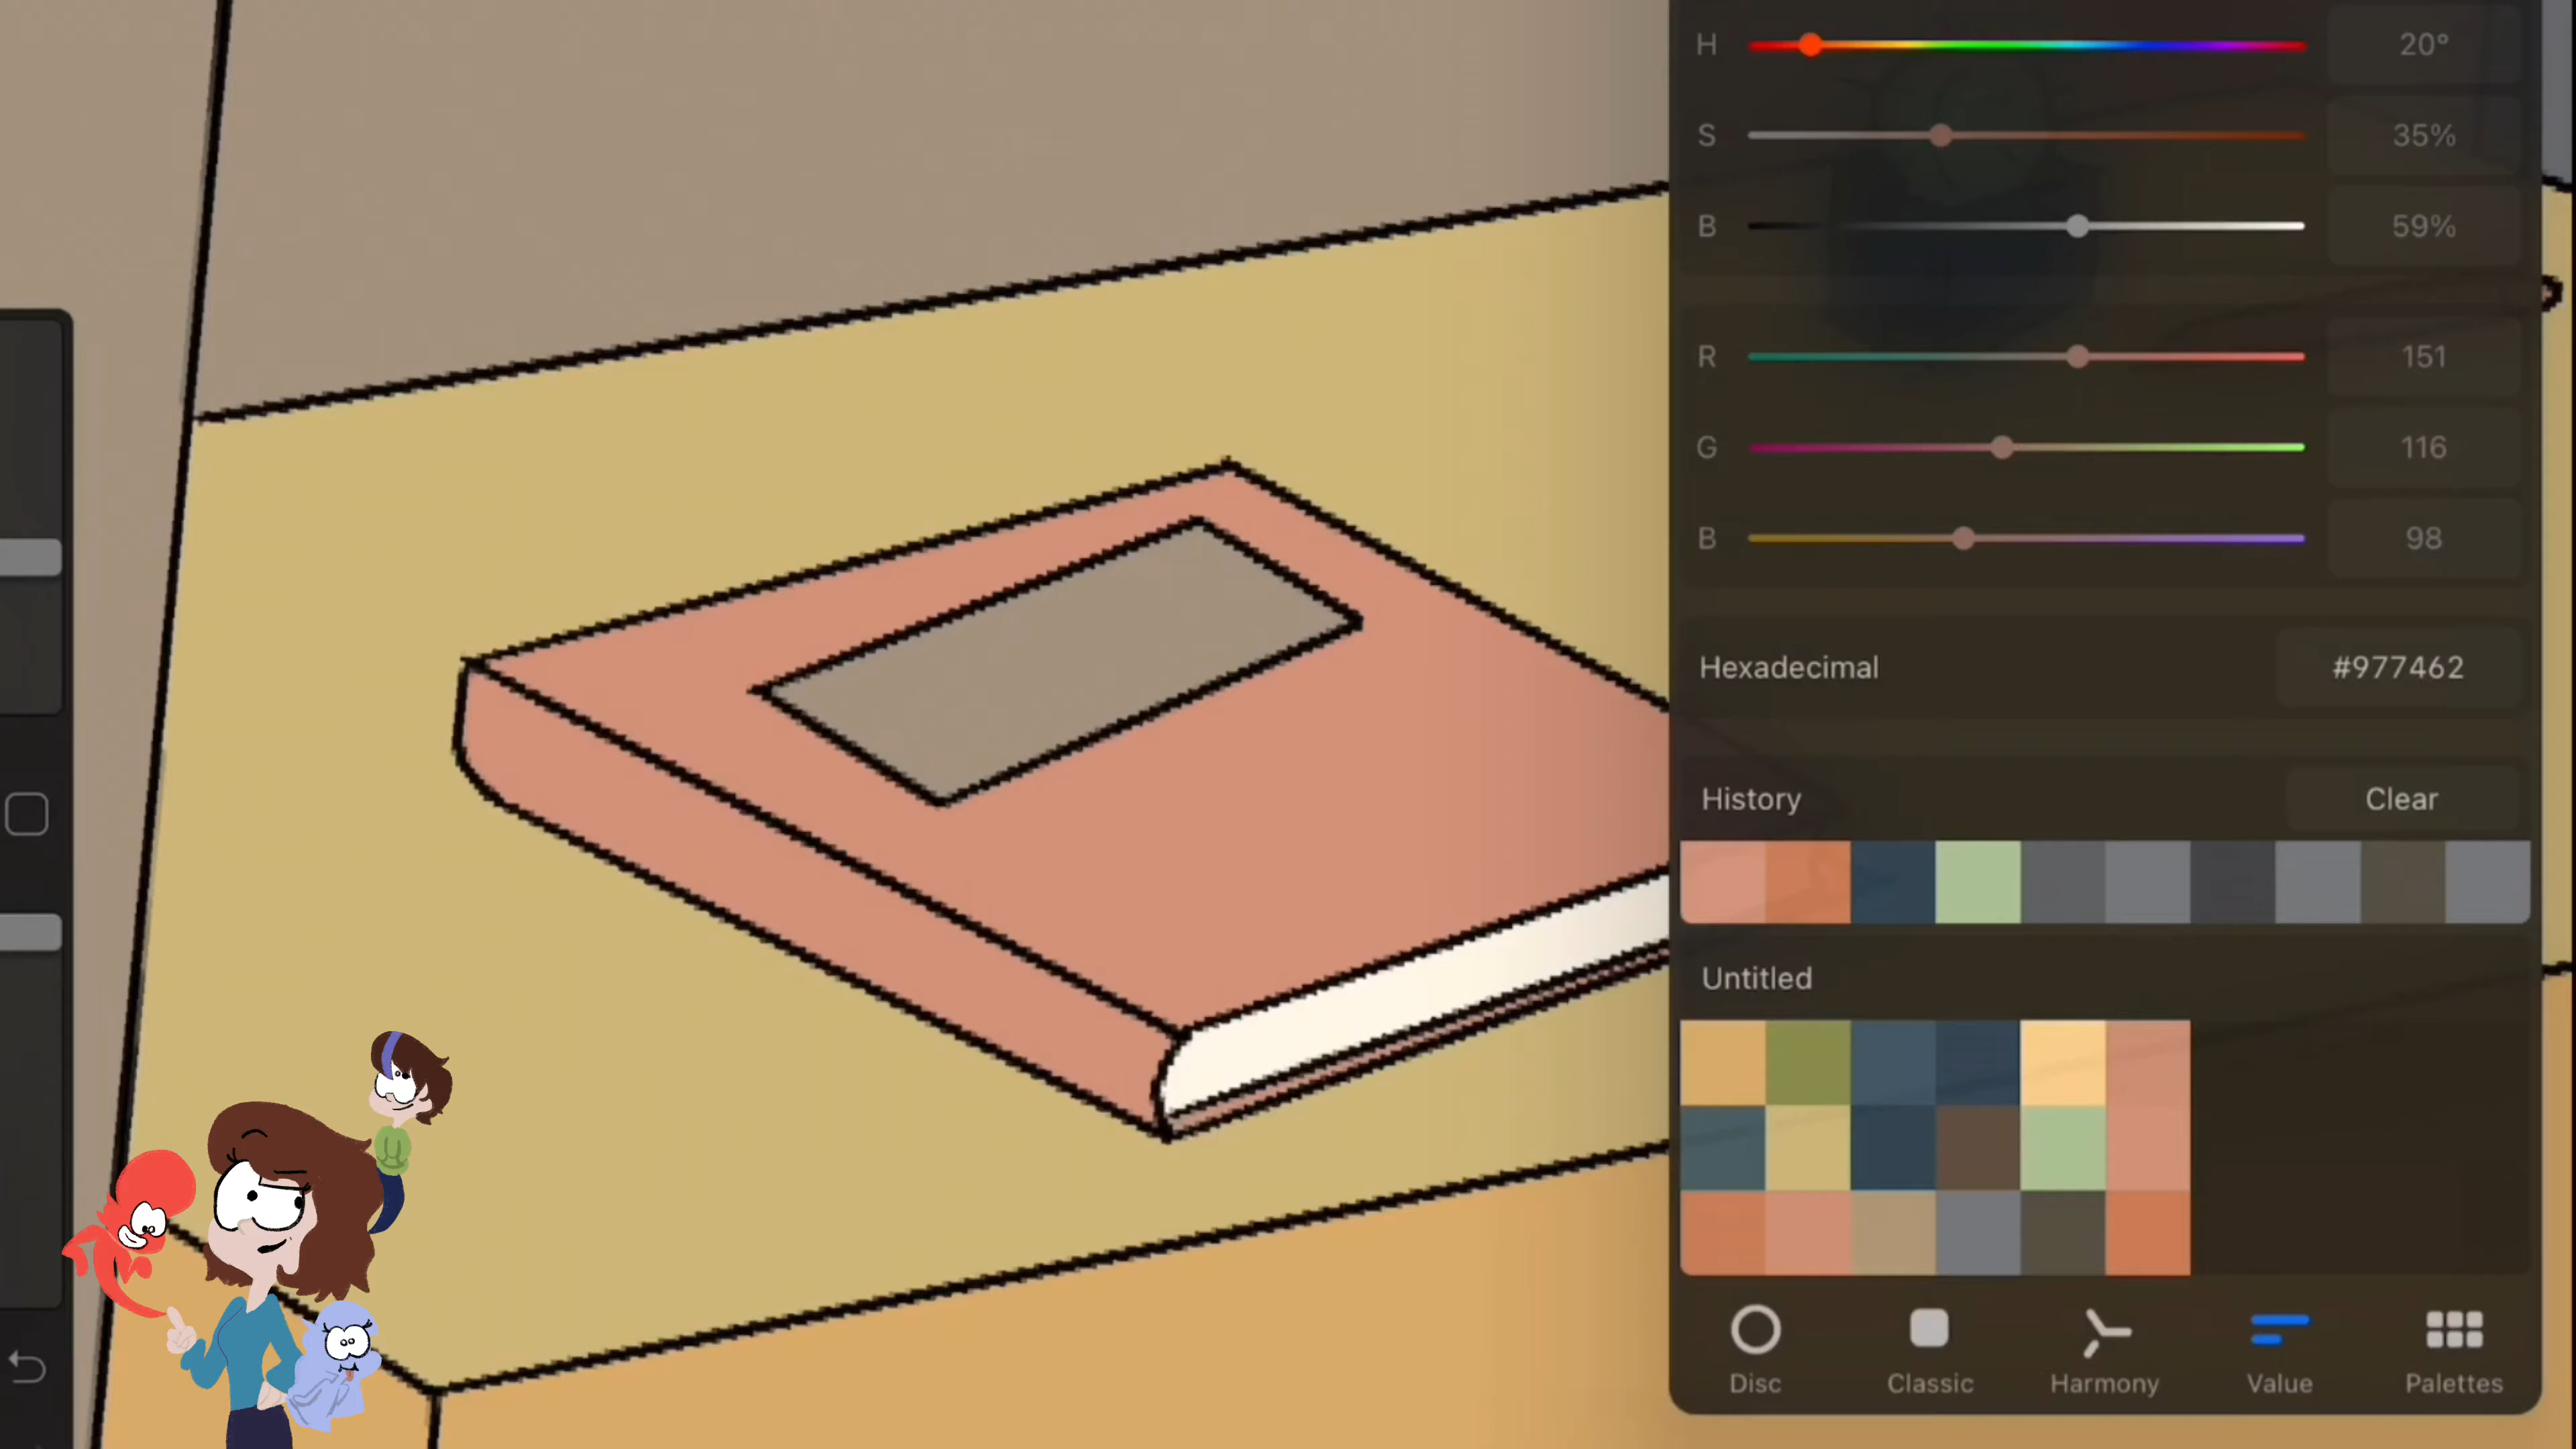 H 20°
S 35%
B 59%
R 151
G 116
B 98
Hexadecimal #977462
History Clear
Untitled
Disc Classic Harmony Value Palettes